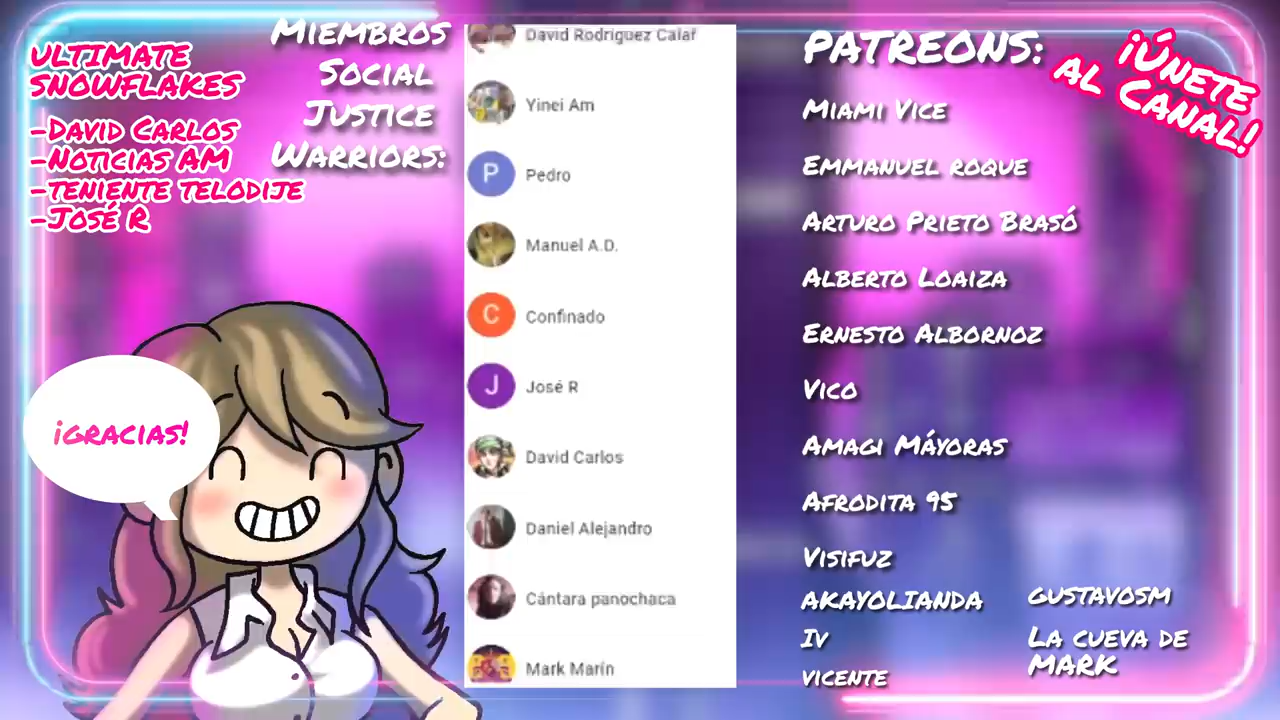 ULTIMATE
SNOWFLAKES
-DAVID CARLOS
-NOTICIAS AM
-TENIENTE TELODIJE
-JOSÉ R
¡GRACIAS!
MIEMBROS
SOCIAL
JUSTICE
WARRIORS:
David Rodriguez Calaf
Yinei Am
P Pedro
Manuel A.D.
C Confinado
J José R
David Carlos
Daniel Alejandro
Cántara panochaca
Mark Marín
PATREONS:
MIAMI VICE
EMMANUEL ROQUE
ARTURO PRIETO BRASÓ
ALBERTO LOAIZA
ERNESTO ALBORNOZ
VICO
AMAGI MÁYORAS
AFRODITA 95
VISIFUZ
AKAYOLIANDA
IV
VICENTE
GUSTAVOSM
LA CUEVA DE
MARK
¡ÚNETE
AL CANAL!